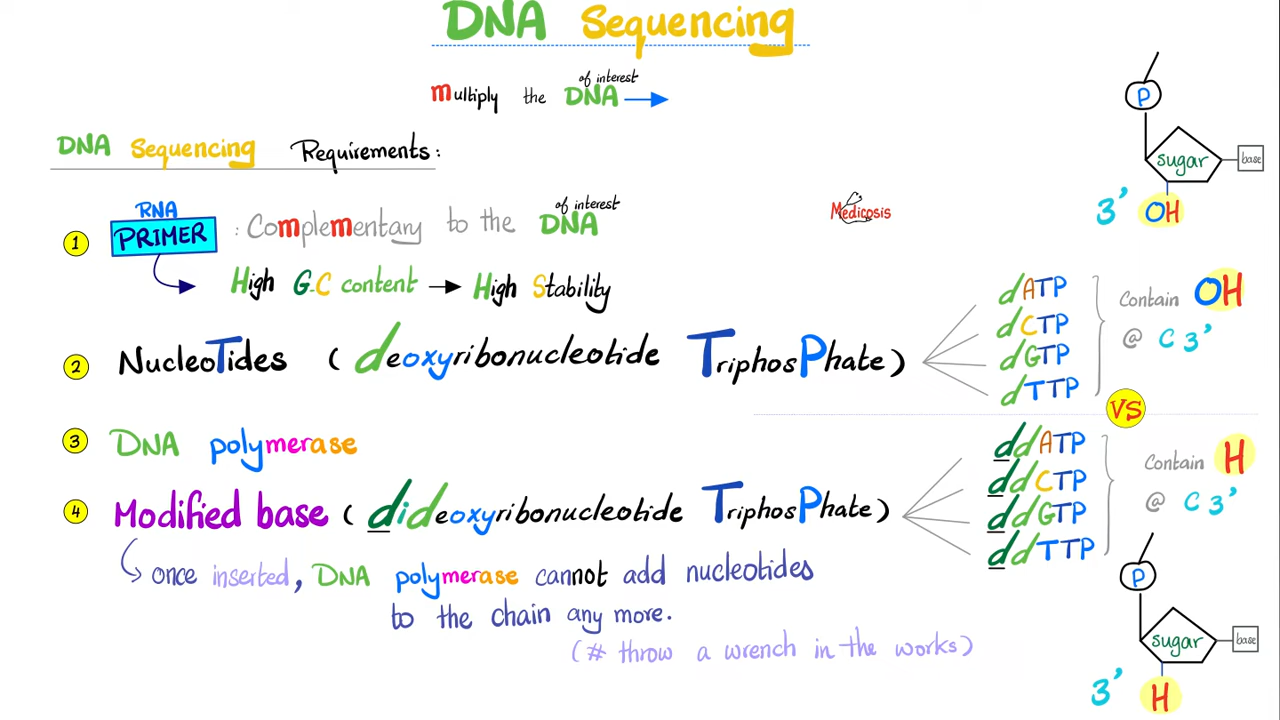 DNA Sequencing
multiply the DNA of interest →
DNA Sequencing Requirements:
1 RNA PRIMER : Complementary to the DNA of interest
High G-C content → High Stability
Medicosis
2 NucleoTides (deoxyribonucleotide TriphosPhate)
dATP
dCTP
dGTP
dTTP
Contain OH
@ C 3'
VS
3 DNA polymerase
4 Modified base (dideoxyribonucleotide TriphosPhate)
ddATP
ddCTP
ddGTP
ddTTP
Contain H
@ C 3'
once inserted, DNA polymerase cannot add nucleotides
to the chain any more.
(# throw a wrench in the works)
P
sugar base
3' OH
P
sugar base
3' H